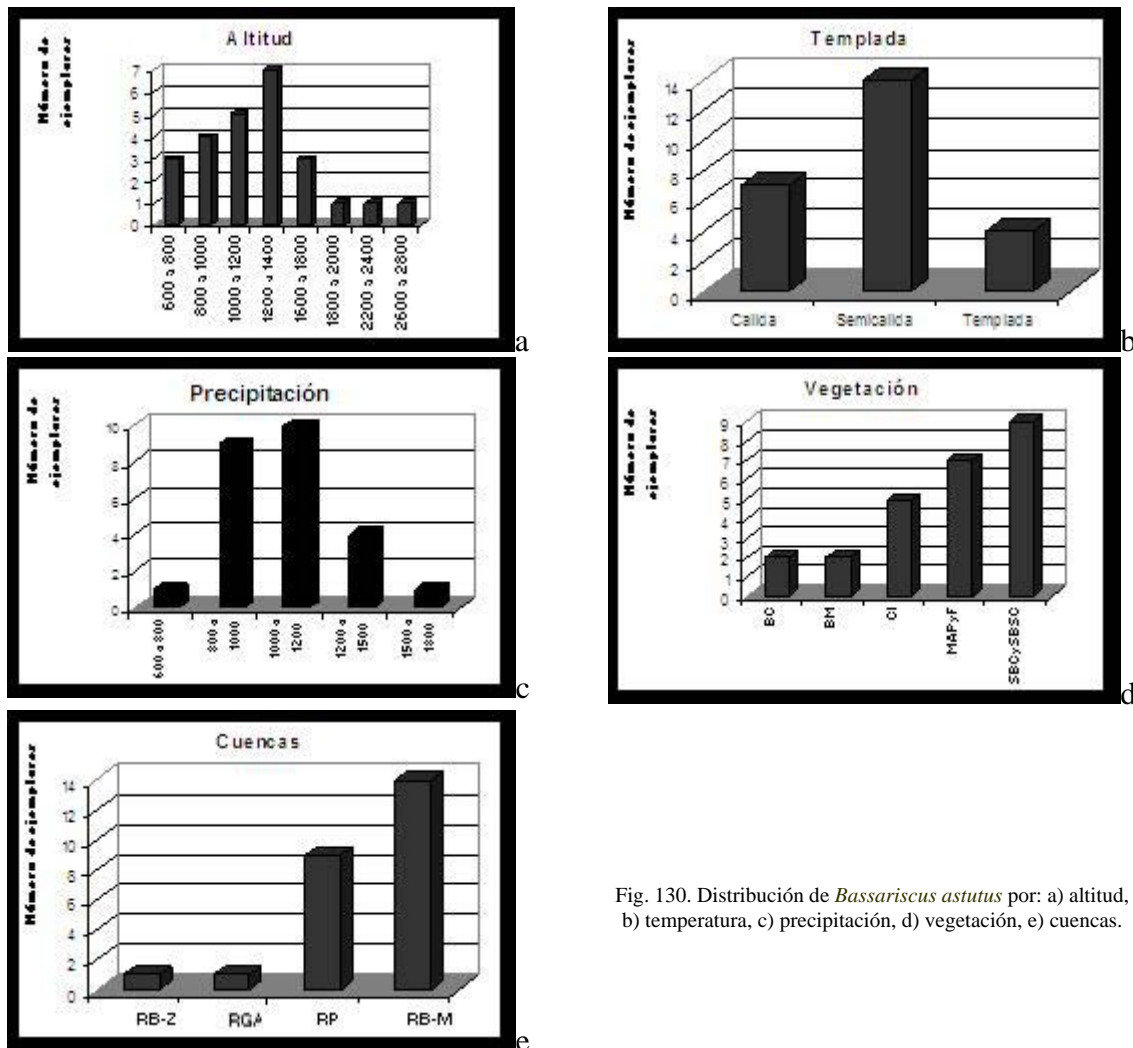 Altitud
Número de
ejemplares
7
6
5
4
3
2
1
0
600 a 800
800 a 1000
1000 a 1200
1200 a 1400
1600 a 1800
1800 a 2000
2200 a 2400
2600 a 2800
a
Templada
Número de ejemplares
14
12
10
8
6
4
2
0
Calida
Semicalida
Templada
b
Precipitación
Número de
ejemplares
10
8
6
4
2
0
600 a 800
800 a
1000
1000 a
1200
1200 a
1500
1500 a
1800
c
Vegetación
Número de
ejemplares
9
8
7
6
5
4
3
2
1
0
BC
BM
CI
MAPyF
SBCySBSC
d
Cuencas
Número de ejemplares
14
12
10
8
6
4
2
0
RB-Z
RGA
RP
RB-M
e
Fig. 130. Distribución de Bassariscus astutus por: a) altitud,
b) temperatura, c) precipitación, d) vegetación, e) cuencas.